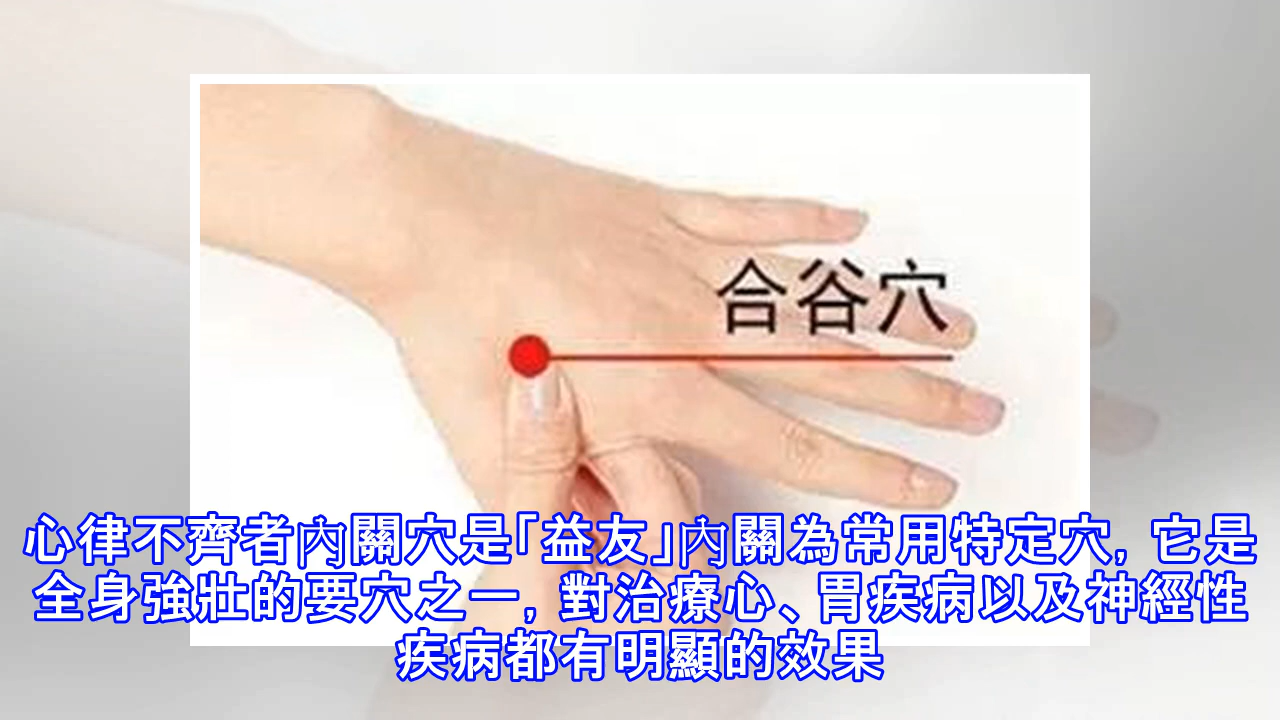 合谷穴
心律不齊者內關穴是「益友」內關為常用特定穴, 它是
全身強壯的要穴之一, 對治療心、胃疾病以及神經性
疾病都有明顯的效果